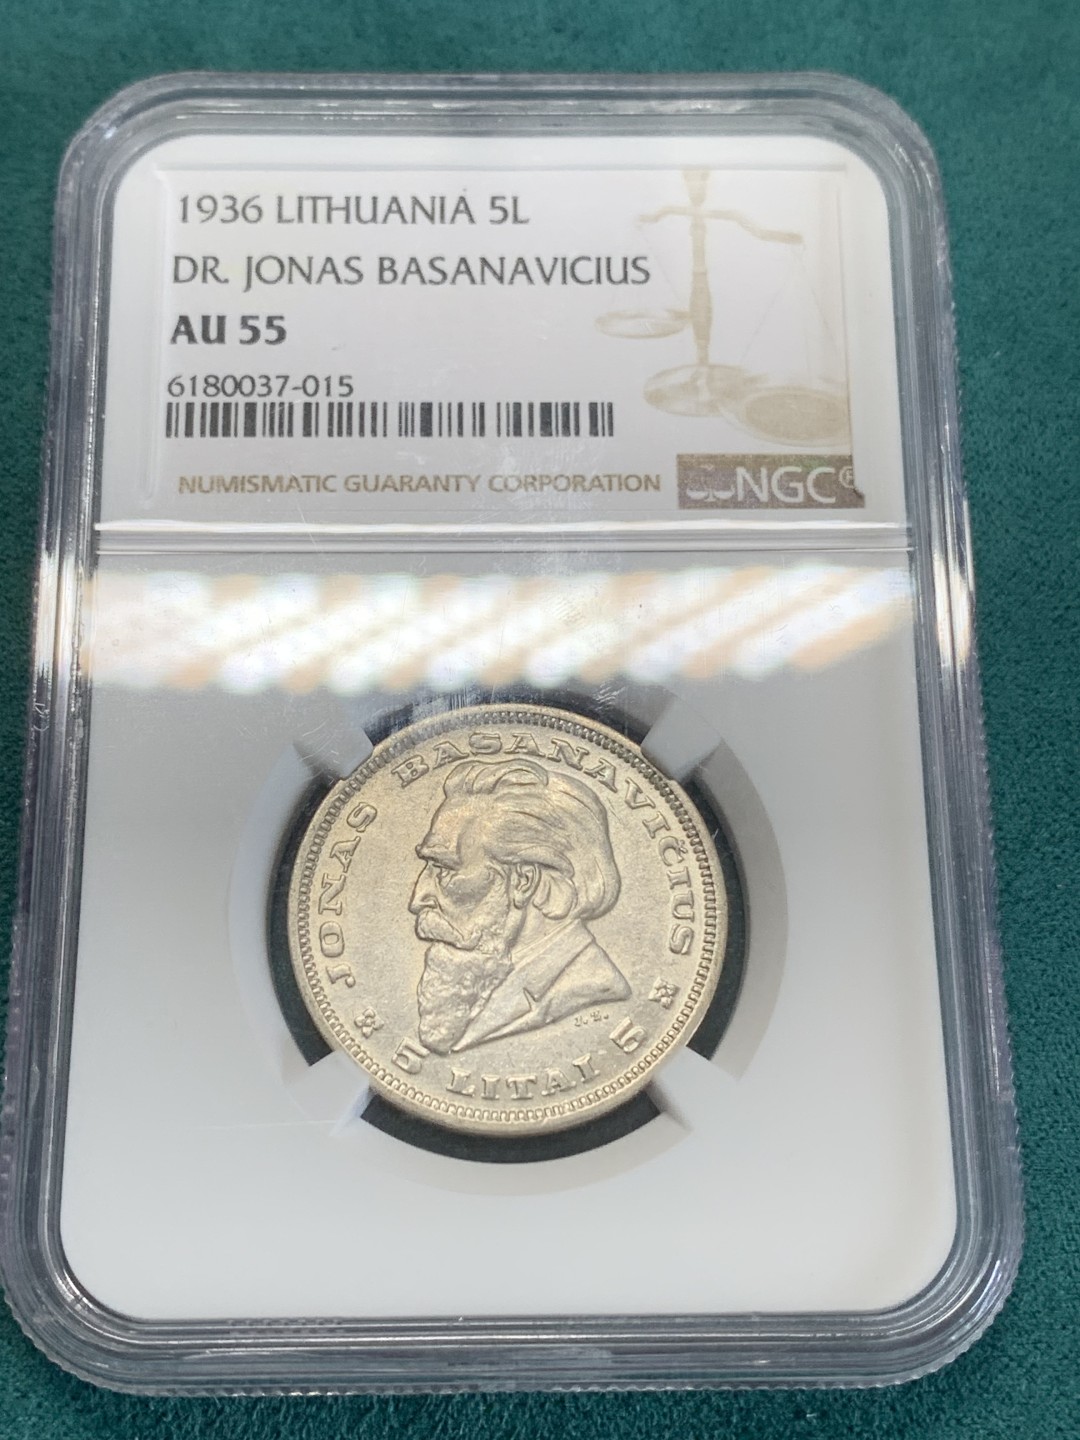 1936 LITHUANIA 5L
DR. JONAS BASANAVICIUS
AU 55
6180037-015
NUMISMATIC GUARANTY CORPORATION
NGC®
JONAS BASANAVIČIUS
5 LITAI 5